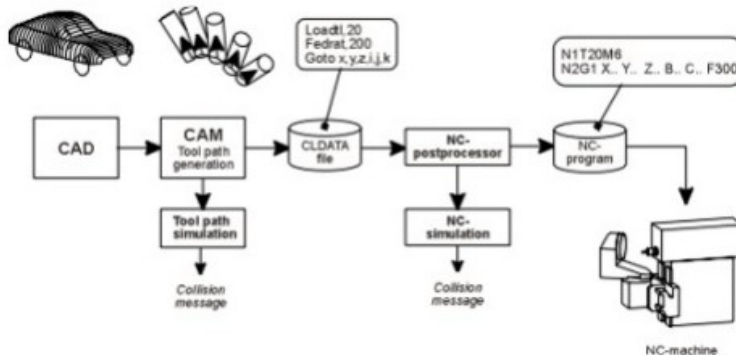 Loadtl,20
Fedrat,200
Goto x,y,z,i,j,k
N1T20M6
N2G1 X.. Y.. Z.. B.. C.. F300
CAD
CAM
Tool path
generation
CLDATA
file
NC-
postprocessor
NC-
program
Tool path
simulation
NC-
simulation
Collision
message
Collision
message
NC-machine